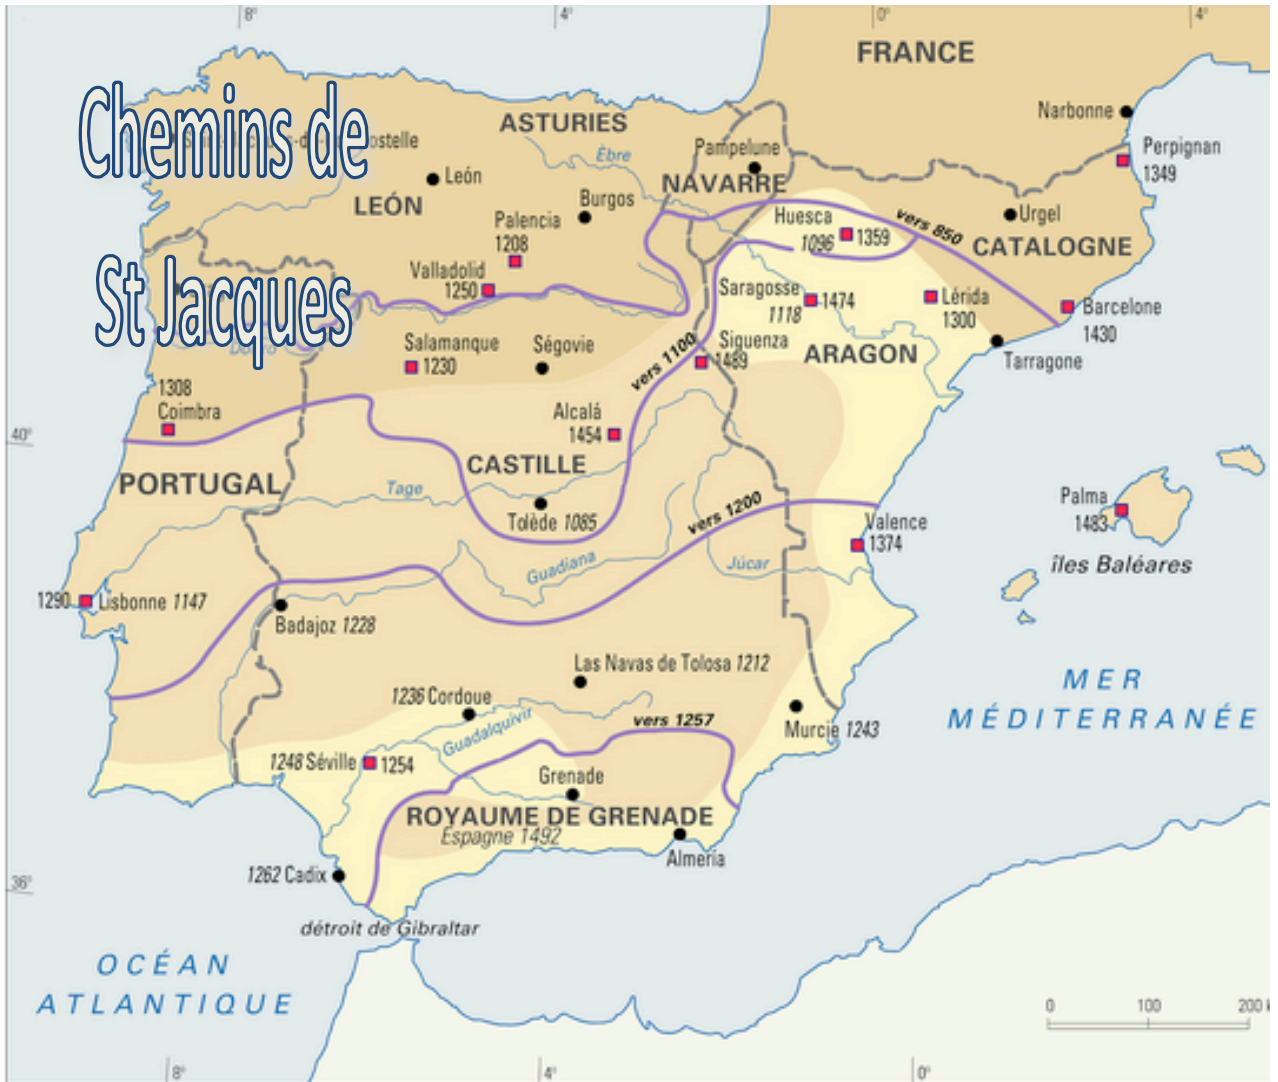 8°
4°
0°
4°
FRANCE
Chemins de
St Jacques
ostelle
ASTURIES
Èbre
Narbonne
Perpignan
1349
Pampelune
NAVARRE
León
LEÓN
Burgos
Palencia
1208
Huesca
1096
1359
vers 850
Urgel
CATALOGNE
Valladolid
1250
Saragosse
1118
1474
Lérida
1300
Barcelone
1430
Salamanque
1230
Ségovie
vers 1100
Siguenza
1489
ARAGON
Tarragone
1308
Coimbra
Alcalá
1454
40°
CASTILLE
PORTUGAL
Tage
Tolède 1085
vers 1200
Valence
1374
Palma
1483
îles Baléares
Guadiana
Júcar
1290
Lisbonne 1147
Badajoz 1228
Las Navas de Tolosa 1212
MER
MÉDITERRANÉE
1236 Cordoue
Guadalquivir
vers 1257
Murcie 1243
1248 Séville
1254
Grenade
ROYAUME DE GRENADE
Espagne 1492
Almería
1262 Cadix
36°
détroit de Gibraltar
OCÉAN
ATLANTIQUE
0
100
200
8°
4°
0°